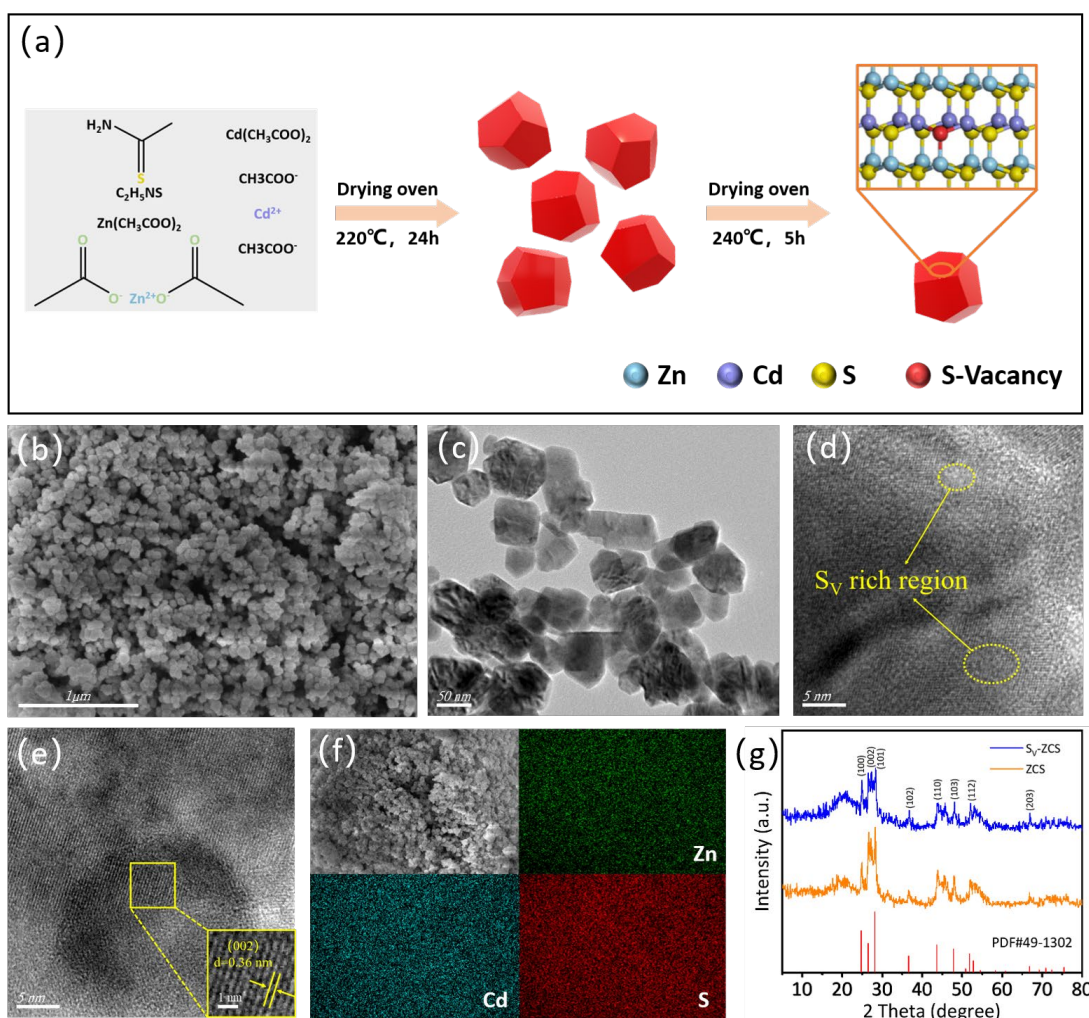 (a)
H₂N
S
C₂H₅NS
Zn(CH₃COO)₂
O O
O⁻ Zn²⁺O⁻
Cd(CH₃COO)₂
CH3COO⁻
Cd²⁺
CH3COO⁻
Drying oven
220℃, 24h
Drying oven
240℃, 5h
Zn Cd S S-Vacancy
(b)
1μm
(c)
50 nm
(d)
S_V rich region
5 nm
(e)
(002)
d=0.36 nm
1 nm
5 nm
(f)
Zn
Cd
S
(g)
S_V-ZCS
ZCS
(100)
(002)
(101)
(102)
(110)
(103)
(112)
(203)
PDF#49-1302
Intensity (a.u.)
10 20 30 40 50 60 70 80
2 Theta (degree)